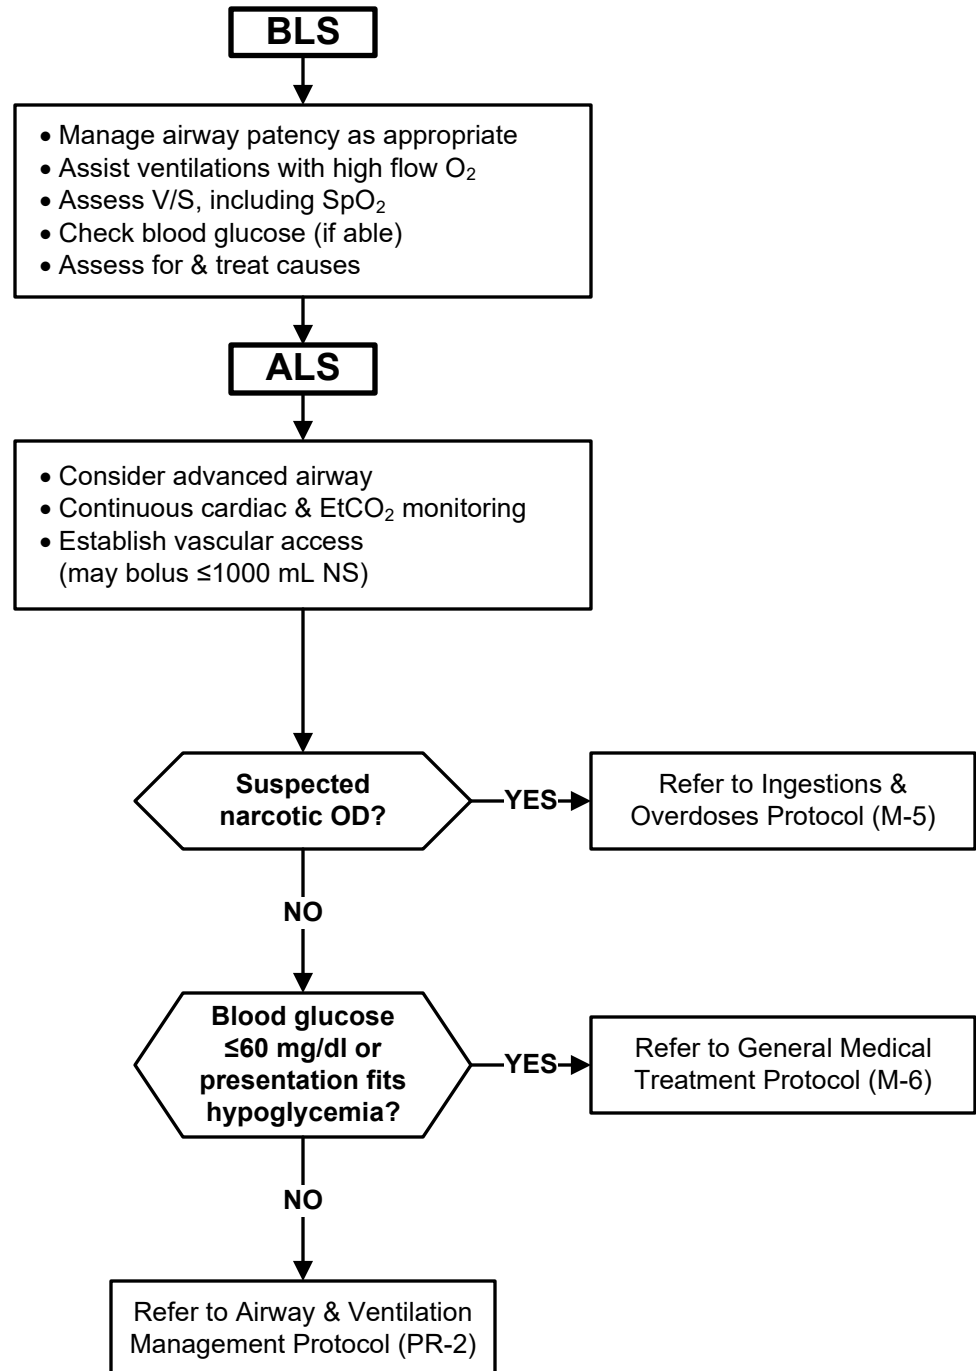 BLS
• Manage airway patency as appropriate
• Assist ventilations with high flow O₂
• Assess V/S, including SpO₂
• Check blood glucose (if able)
• Assess for & treat causes
ALS
• Consider advanced airway
• Continuous cardiac & EtCO₂ monitoring
• Establish vascular access
(may bolus ≤1000 mL NS)
Suspected
narcotic OD?
YES
Refer to Ingestions &
Overdoses Protocol (M-5)
NO
Blood glucose
≤60 mg/dl or
presentation fits
hypoglycemia?
YES
Refer to General Medical
Treatment Protocol (M-6)
NO
Refer to Airway & Ventilation
Management Protocol (PR-2)